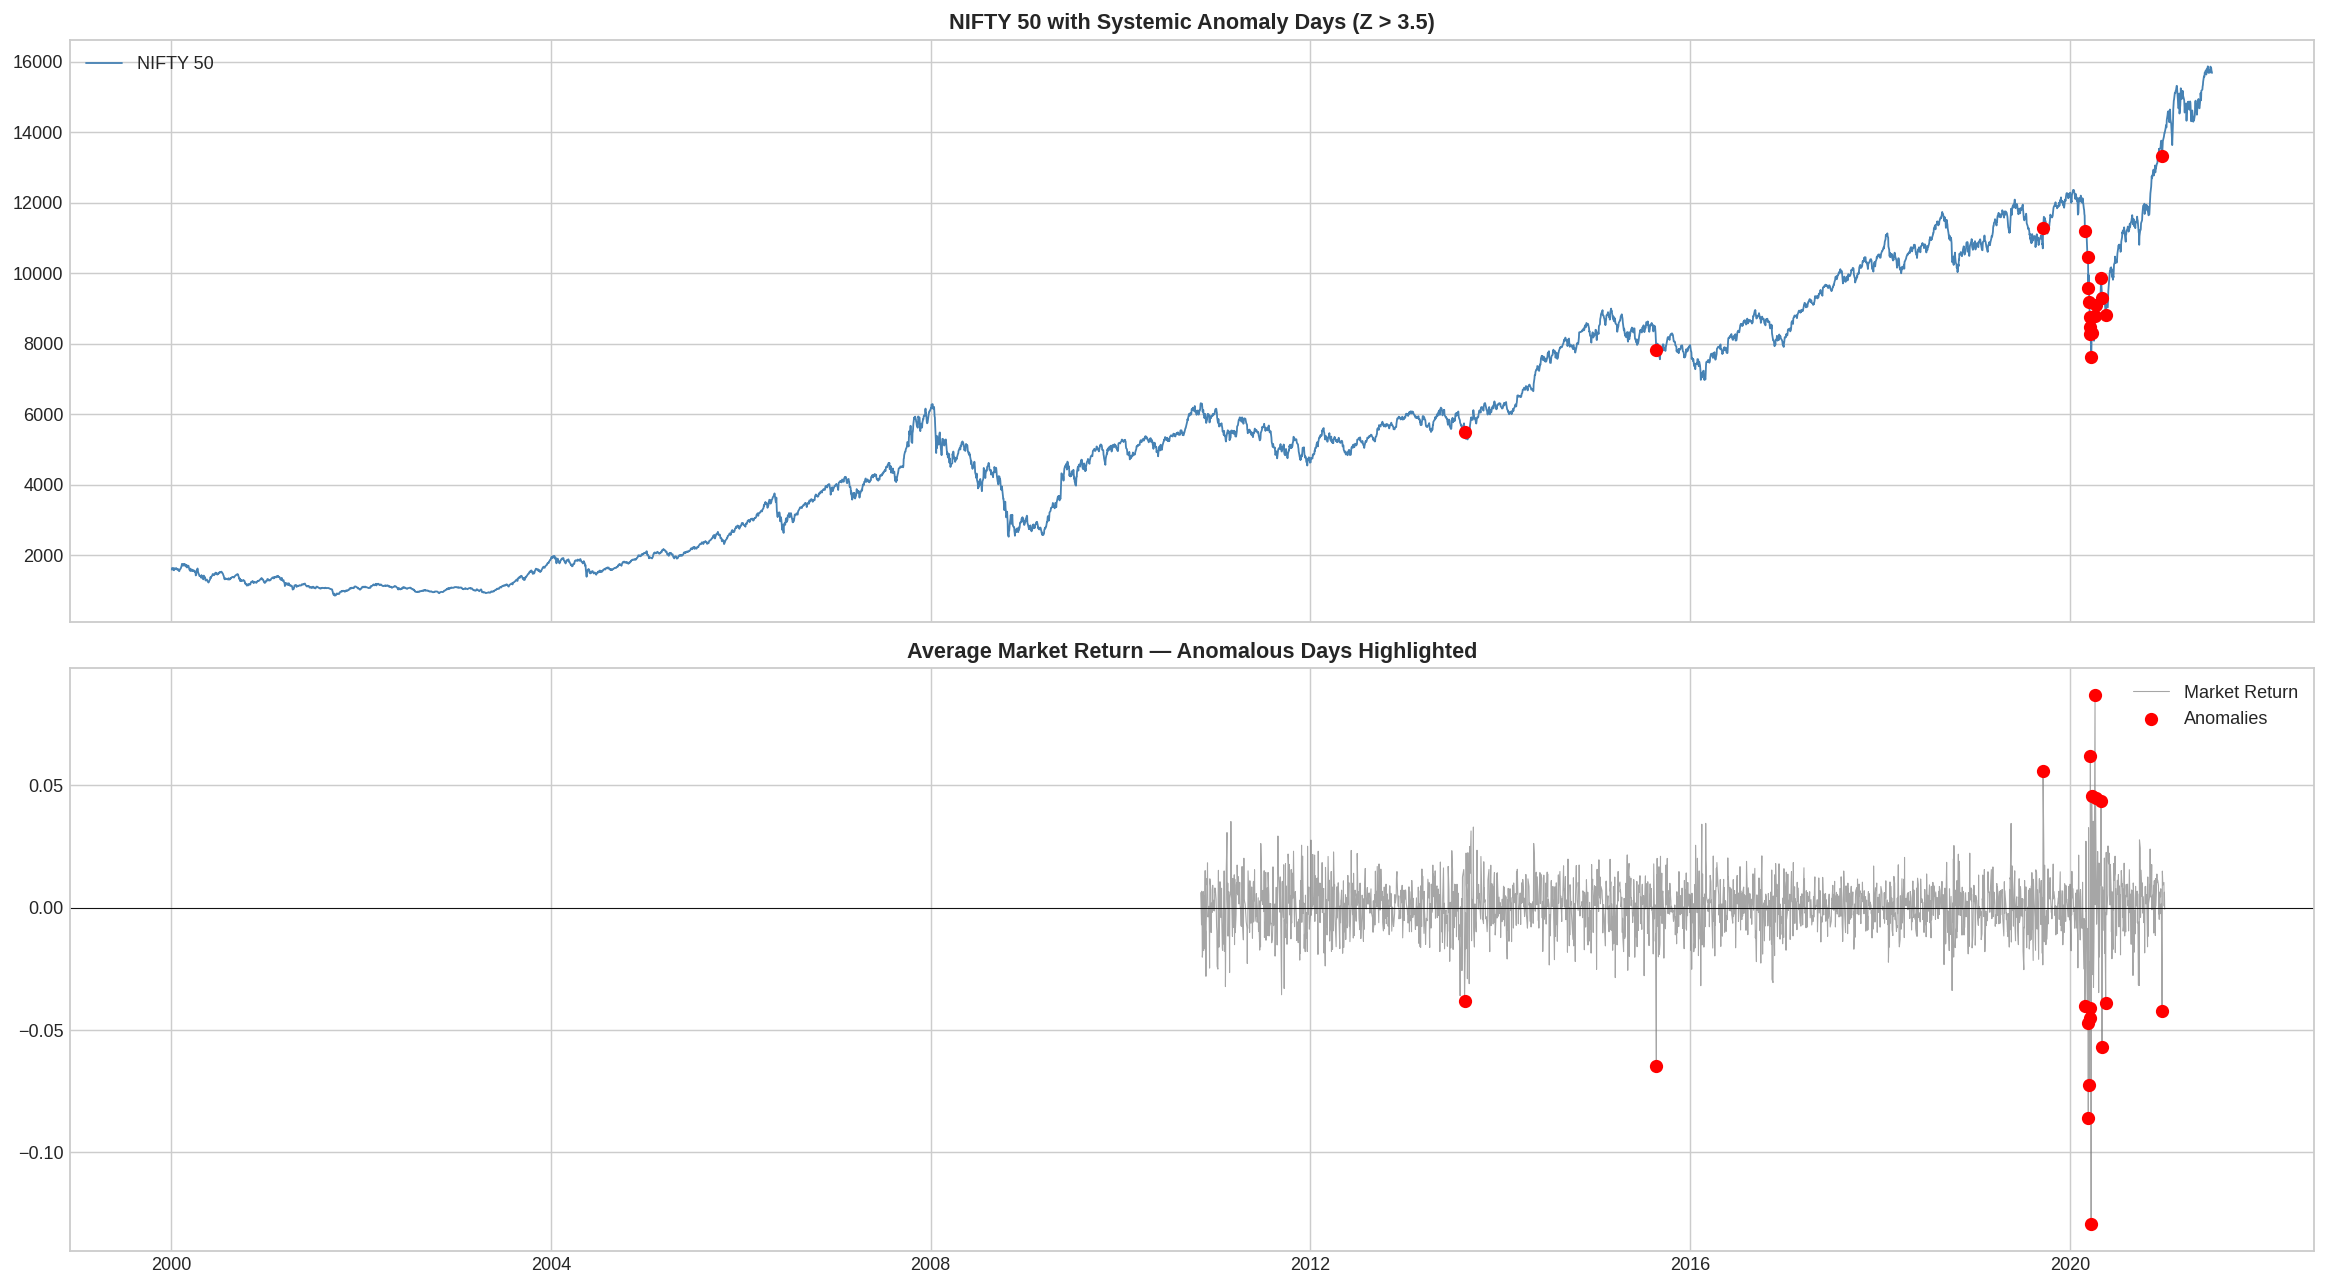 NIFTY 50 with Systemic Anomaly Days (Z > 3.5)
NIFTY 50
16000
14000
12000
10000
8000
6000
4000
2000
Average Market Return — Anomalous Days Highlighted
Market Return
Anomalies
0.05
0.00
−0.05
−0.10
2000 2004 2008 2012 2016 2020